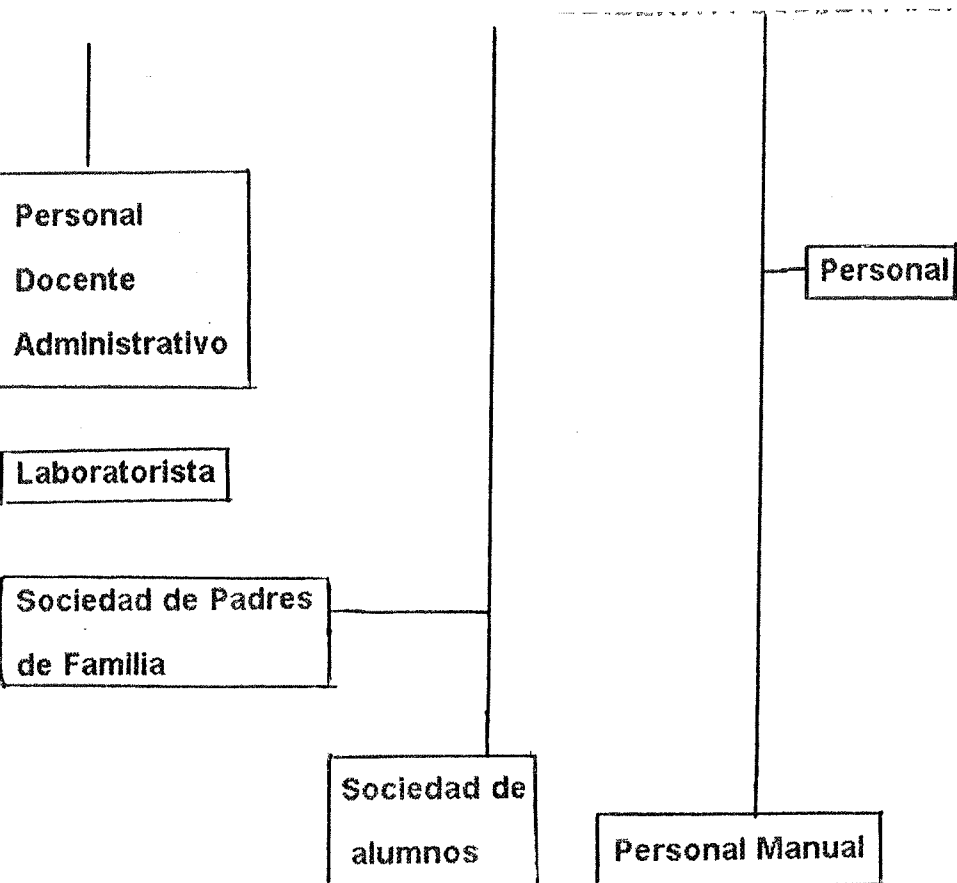 Personal
Docente
Administrativo
Personal
Laboratorista
Sociedad de Padres
de Familia
Sociedad de
alumnos
Personal Manual